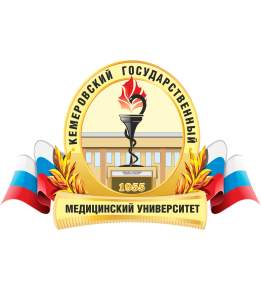 КЕМЕРОВСКИЙ ГОСУДАРСТВЕННЫЙ
1955
МЕДИЦИНСКИЙ УНИВЕРСИТЕТ